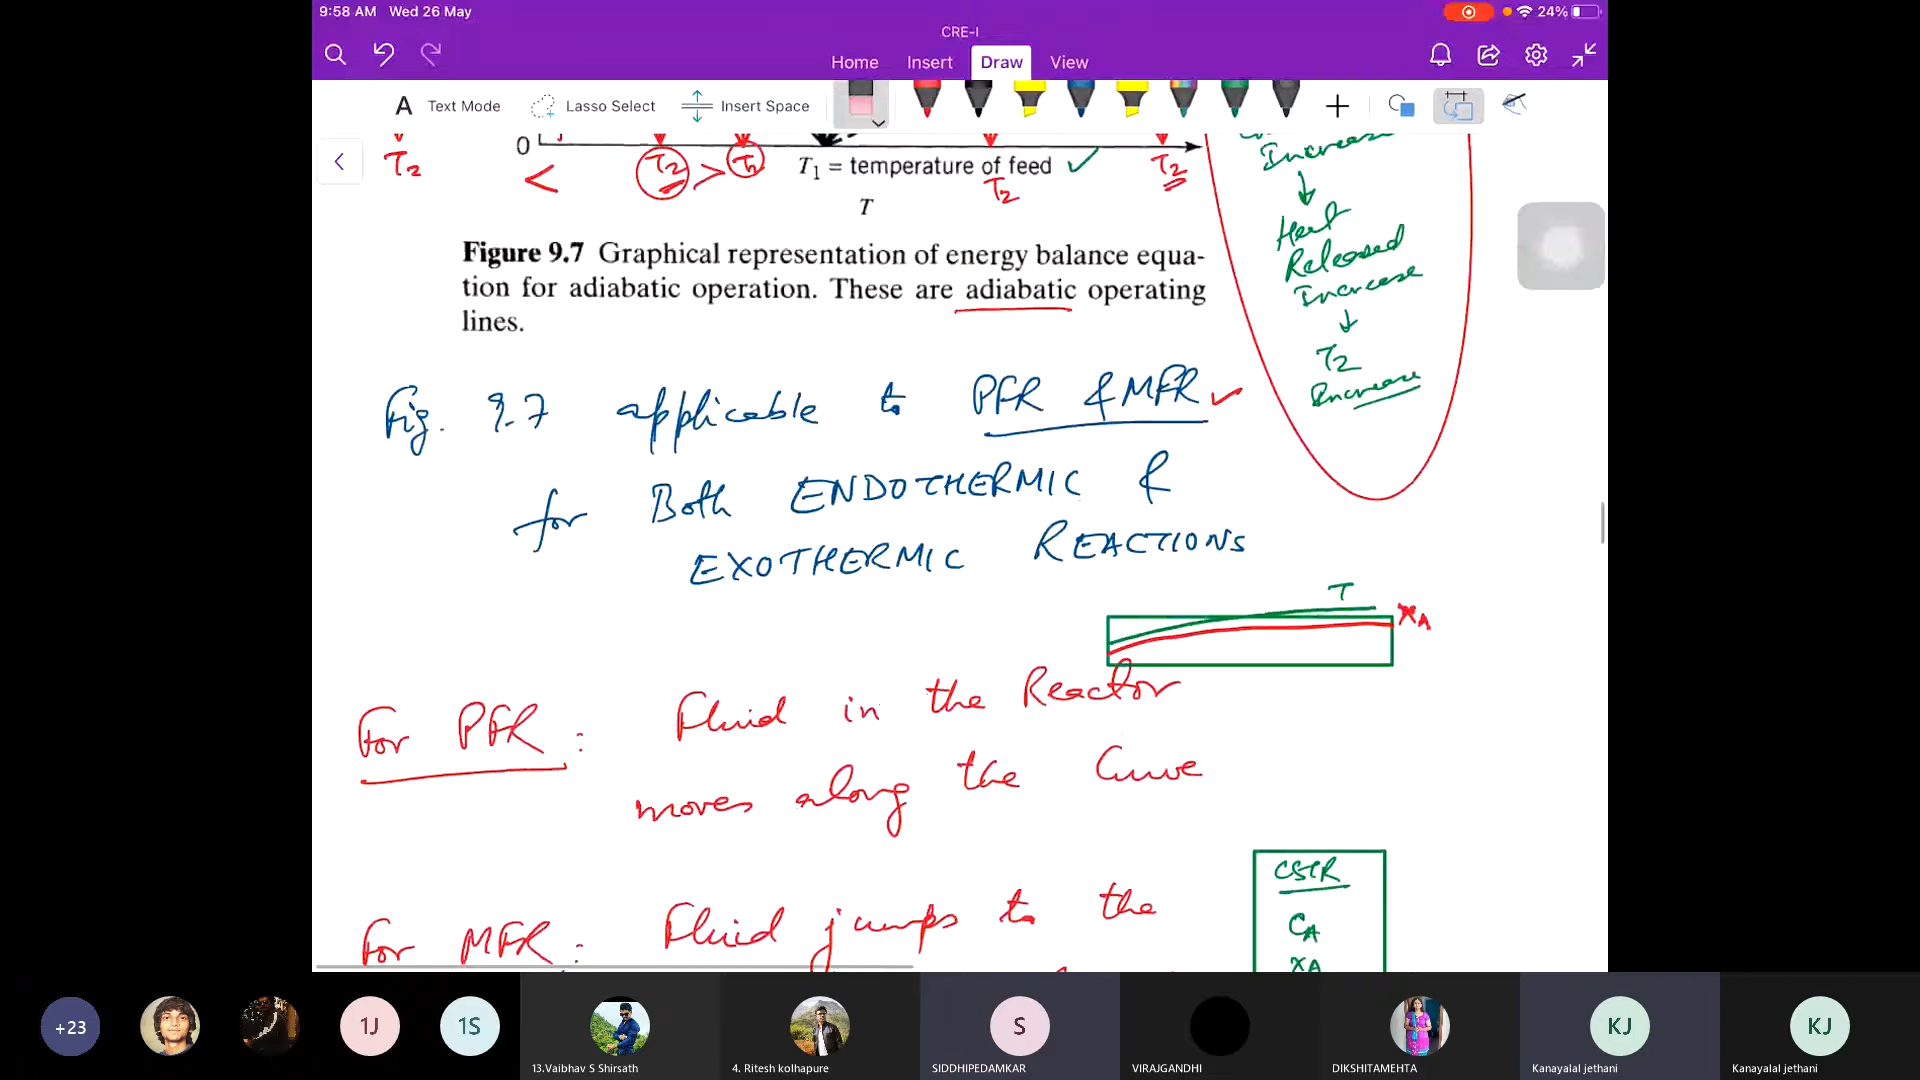 9:58 AM Wed 26 May
24%
CRE-I
Home Insert Draw View
A Text Mode Lasso Select Insert Space
Increase
T2
0
T2 > T1
<
T1 = temperature of feed
T2
T2
T
Heat
Released
Increase
T2
Increase
Figure 9.7 Graphical representation of energy balance equa-
tion for adiabatic operation. These are adiabatic operating
lines.
Fig. 9.7 applicable to PFR & MFR
for Both ENDOTHERMIC &
EXOTHERMIC REACTIONS
T
XA
For PFR : Fluid in the Reactor
moves along the Curve
CSTR
CA
XA
For MFR : Fluid jumps to the
+23
1J
1S
S
KJ
KJ
13.Vaibhav S Shirsath
4. Ritesh kolhapure
SIDDHIPEDAMKAR
VIRAJGANDHI
DIKSHITAMEHTA
Kanayalal jethani
Kanayalal jethani